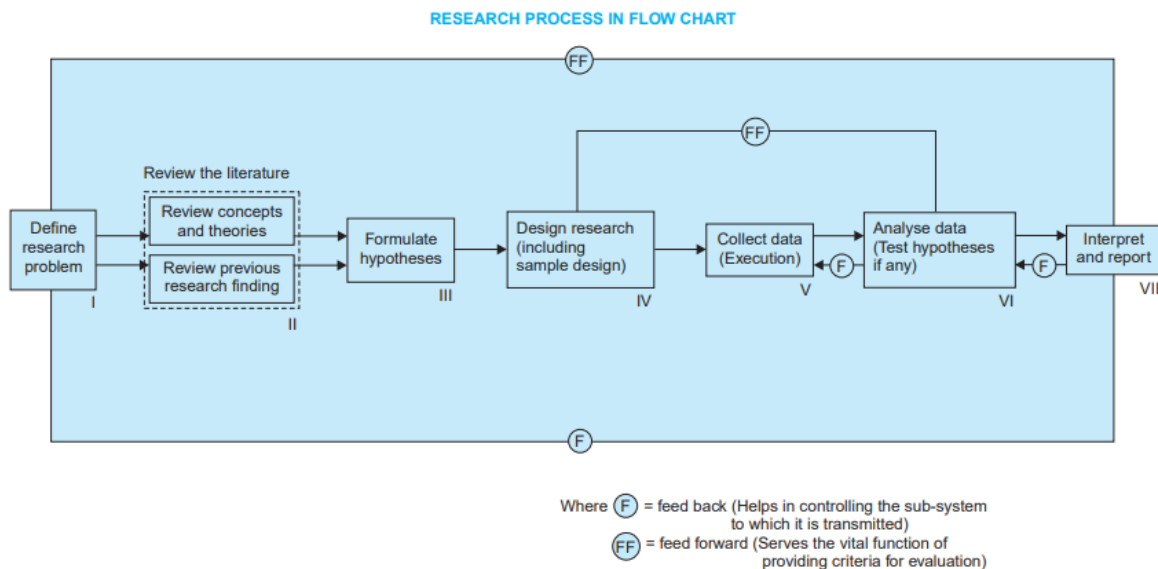 RESEARCH PROCESS IN FLOW CHART
FF
FF
Review the literature
Define
research
problem
I
Review concepts
and theories
Review previous
research finding
II
Formulate
hypotheses
III
Design research
(including
sample design)
IV
Collect data
(Execution)
V
F
Analyse data
(Test hypotheses
if any)
VI
F
Interpret
and report
VII
F
Where F = feed back (Helps in controlling the sub-system
to which it is transmitted)
FF = feed forward (Serves the vital function of
providing criteria for evaluation)